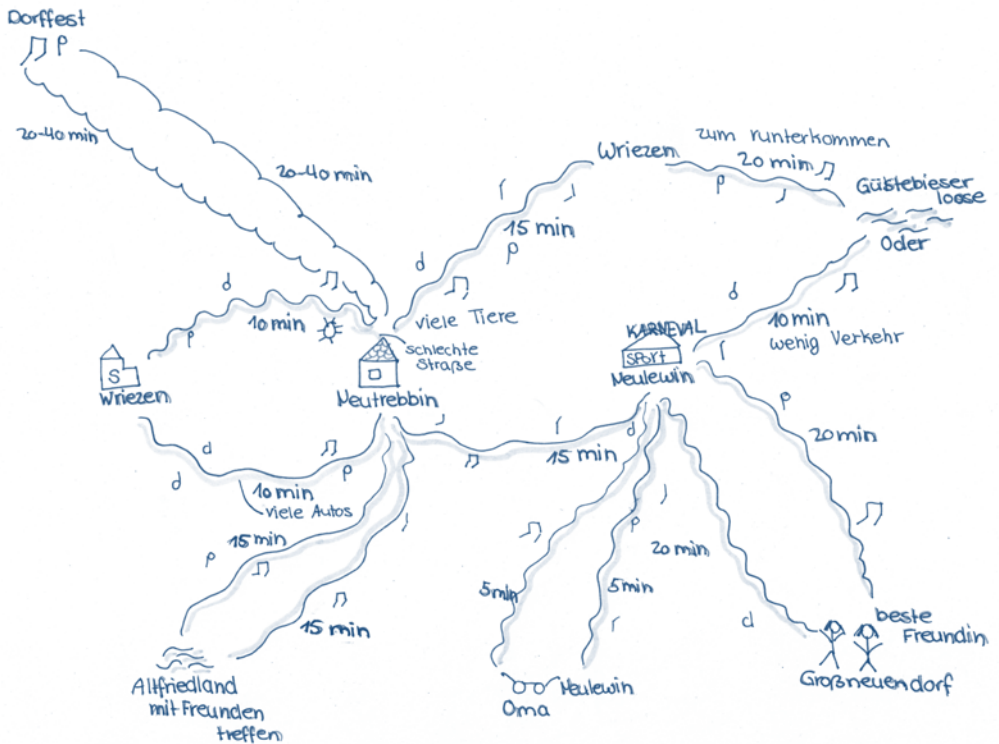 Dorffest
20-40 min
20-40 min
Wriezen
zum runterkommen
20 min
Güstebieser
loose
Oder
15 min
viele Tiere
schlechte
Straße
10 min
S
Wriezen
Neutrebbin
KARNEVAL
SPORT
Neulewin
10 min
wenig Verkehr
20 min
15 min
10 min
viele Autos
15 min
15 min
5 min
5 min
20 min
beste
Freundin
Großneuendorf
Altfriedland
mit Freunden
treffen
Neulewin
Oma